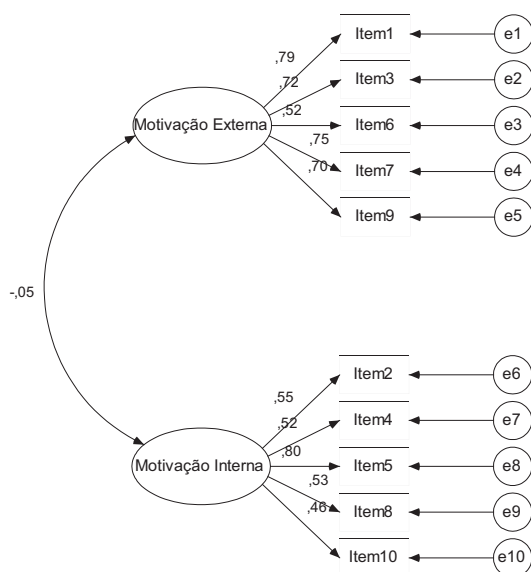 Item1
e1
,79
,72
Item3
e2
,52
Motivação Externa
Item6
e3
,75
Item7
e4
,70
Item9
e5
-,05
Item2
e6
,55
,52
Item4
e7
,80
Motivação Interna
Item5
e8
,53
Item8
e9
,46
Item10
e10